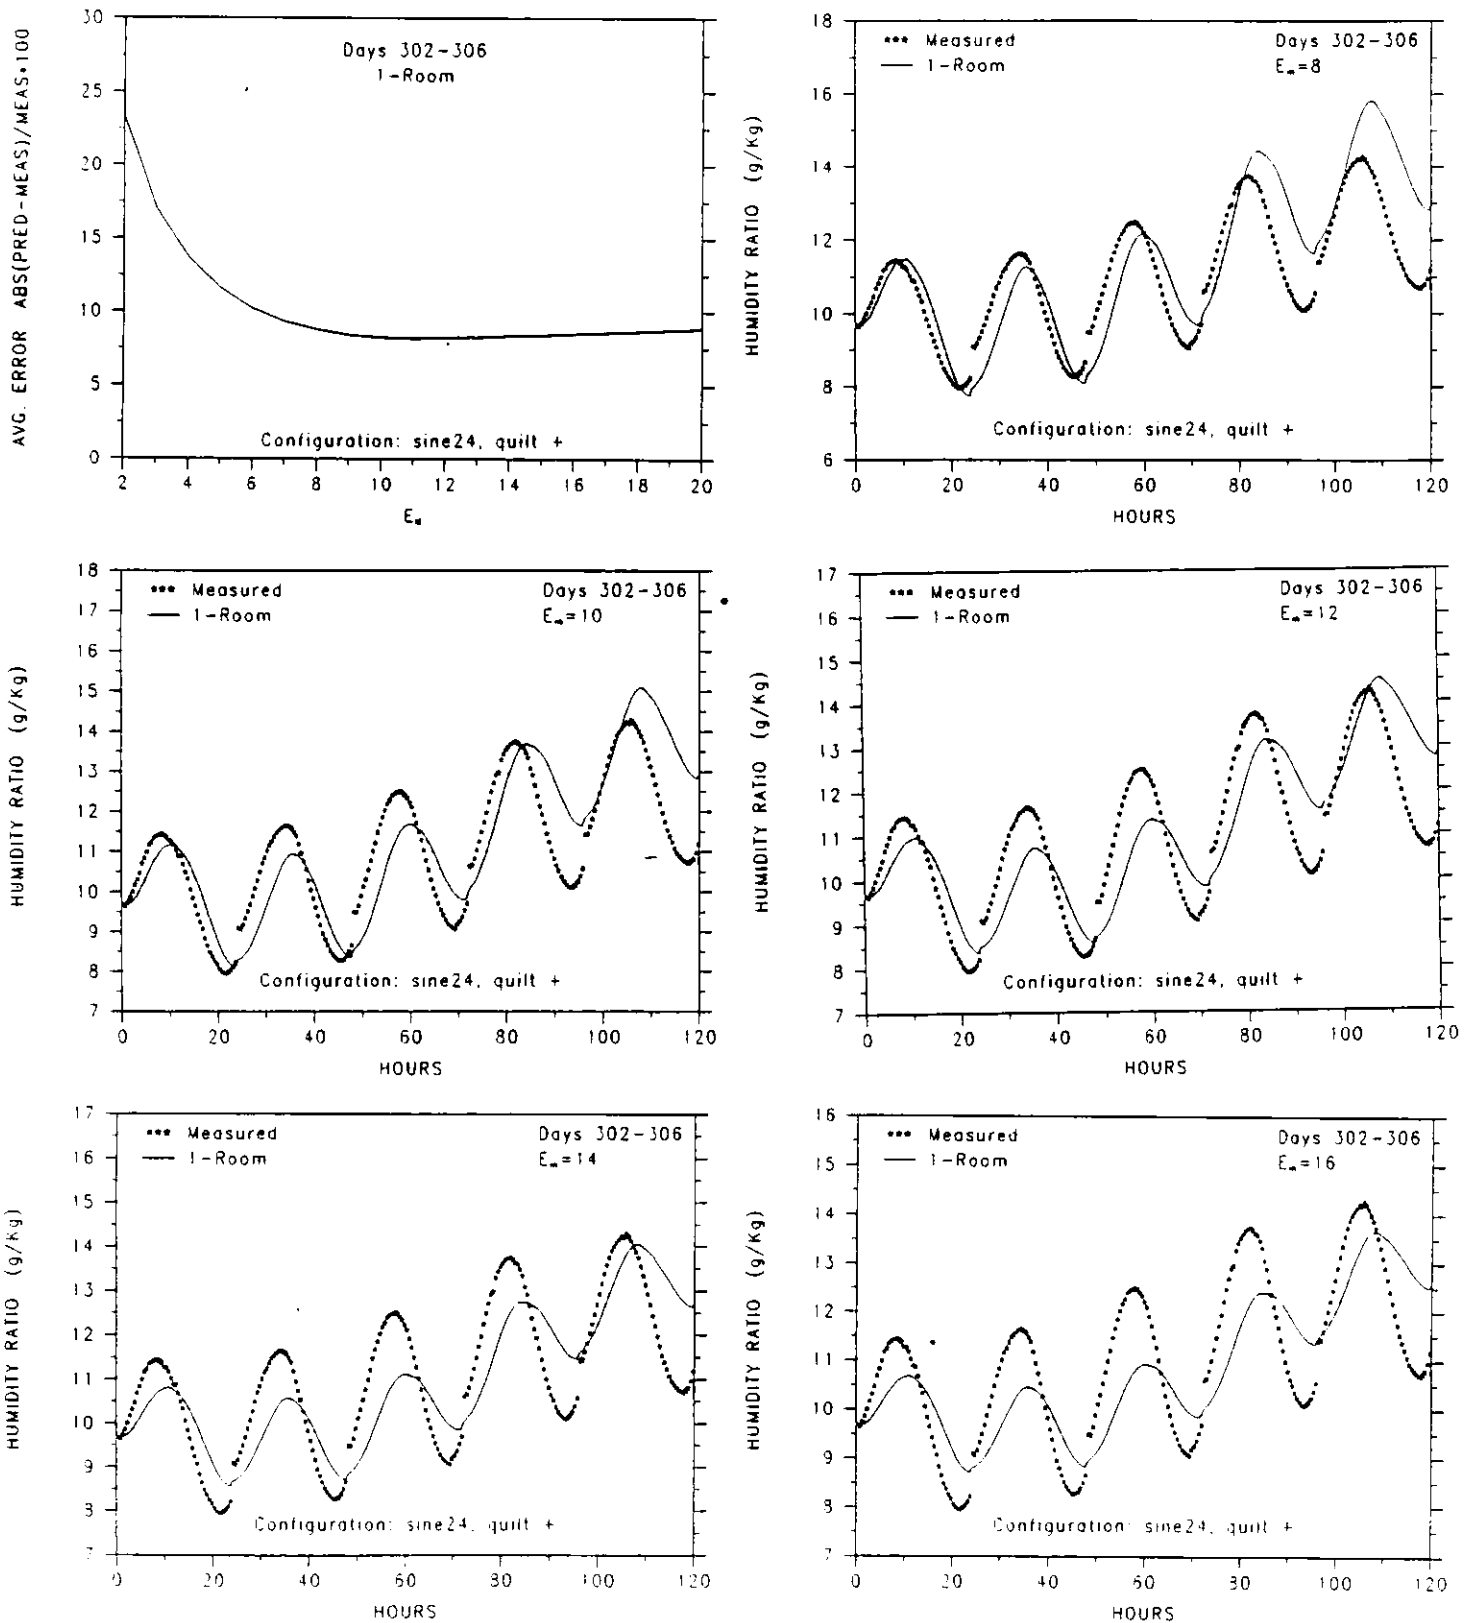 AVG. ERROR ABS(PRED-MEAS)/MEAS*100
30
25
20
15
10
5
0
Days 302-306
1-Room
Configuration: sine24, quilt +
2 4 6 8 10 12 14 16 18 20
HUMIDITY RATIO (g/Kg)
18
16
14
12
10
8
6
*** Measured
— 1-Room
Days 302-306
E∞=8
Configuration: sine24, quilt +
0 20 40 60 80 100 120
HOURS
HUMIDITY RATIO (g/Kg)
18
17
16
15
14
13
12
11
10
9
8
7
*** Measured
— 1-Room
Days 302-306
E∞=10
Configuration: sine24, quilt +
0 20 40 60 80 100 120
HOURS
HUMIDITY RATIO (g/Kg)
17
16
15
14
13
12
11
10
9
8
7
*** Measured
— 1-Room
Days 302-306
E∞=12
Configuration: sine24, quilt +
0 20 40 60 80 100 120
HOURS
HUMIDITY RATIO (g/Kg)
17
16
15
14
13
12
11
10
9
7
*** Measured
— 1-Room
Days 302-306
E∞=14
Configuration: sine24, quilt +
0 20 40 60 80 100 120
HOURS
HUMIDITY RATIO (g/Kg)
16
15
14
13
12
11
10
9
8
7
*** Measured
— 1-Room
Days 302-306
E∞=16
Configuration: sine24, quilt +
0 20 40 60 80 100 120
HOURS